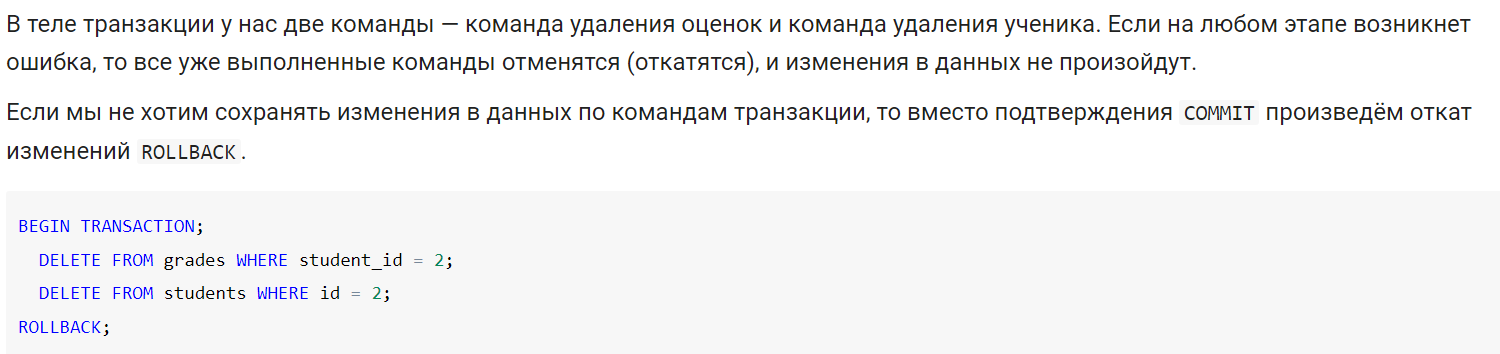 В теле транзакции у нас две команды — команда удаления оценок и команда удаления ученика. Если на любом этапе возникнет
ошибка, то все уже выполненные команды отменятся (откатятся), и изменения в данных не произойдут.
Если мы не хотим сохранять изменения в данных по командам транзакции, то вместо подтверждения COMMIT произведём откат
изменений ROLLBACK.
BEGIN TRANSACTION;
  DELETE FROM grades WHERE student_id = 2;
  DELETE FROM students WHERE id = 2;
ROLLBACK;